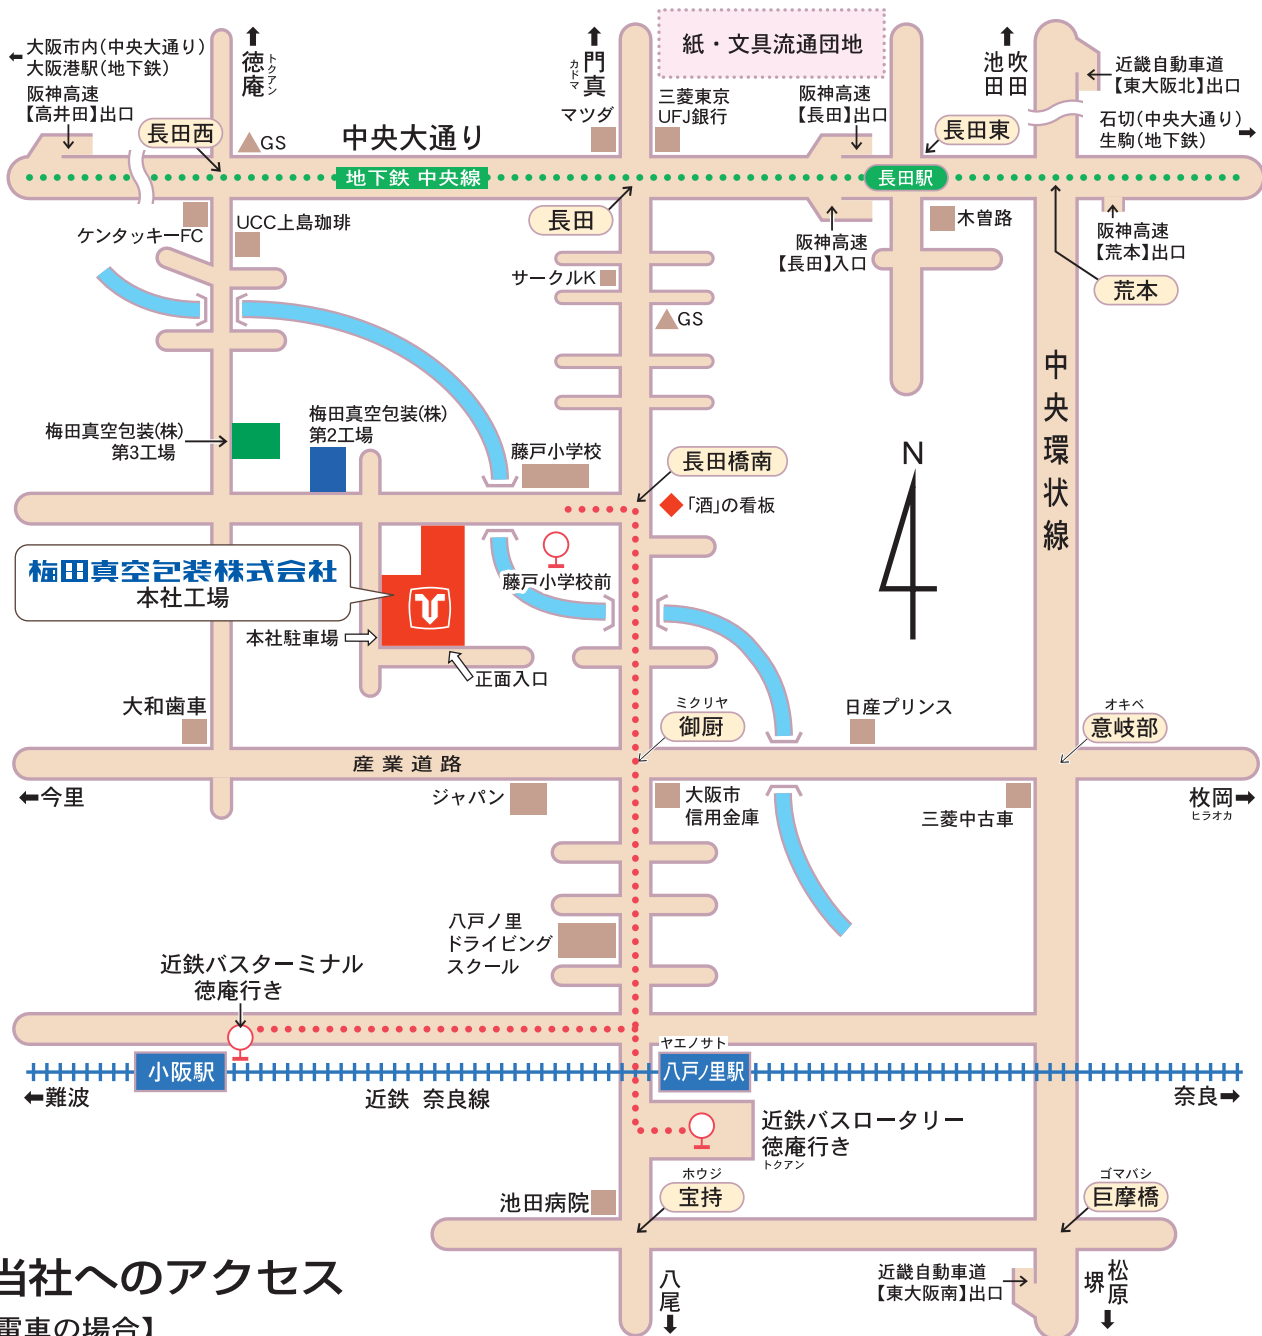 大阪市内(中央大通り)
大阪港駅(地下鉄)
徳庵
トクアン
門真
カドマ
紙・文具流通団地
池田
吹田
近畿自動車道
【東大阪北】出口
阪神高速
【高井田】出口
長田西
GS
中央大通り
マツダ
三菱東京
UFJ銀行
阪神高速
【長田】出口
長田東
石切(中央大通り)
生駒(地下鉄)
地下鉄 中央線
長田駅
ケンタッキーFC
UCC上島珈琲
長田
阪神高速
【長田】入口
木曽路
阪神高速
【荒本】出口
サークルK
荒本
GS
中央環状線
梅田真空包装(株)
第3工場
梅田真空包装(株)
第2工場
藤戸小学校
長田橋南
N
「酒」の看板
梅田真空包装株式会社
本社工場
藤戸小学校前
本社駐車場
正面入口
大和歯車
ミクリヤ
御厨
日産プリンス
オキベ
意岐部
産業道路
今里
ジャパン
大阪市
信用金庫
三菱中古車
枚岡
ヒラオカ
八戸ノ里
ドライビング
スクール
近鉄バスターミナル
徳庵行き
小阪駅
ヤエノサト
八戸ノ里駅
難波
近鉄 奈良線
奈良
近鉄バスロータリー
徳庵行き
トクアン
池田病院
ホウジ
宝持
ゴマバシ
巨摩橋
当社へのアクセス
八尾
近畿自動車道
【東大阪南】出口
堺
松原
電車の場合】